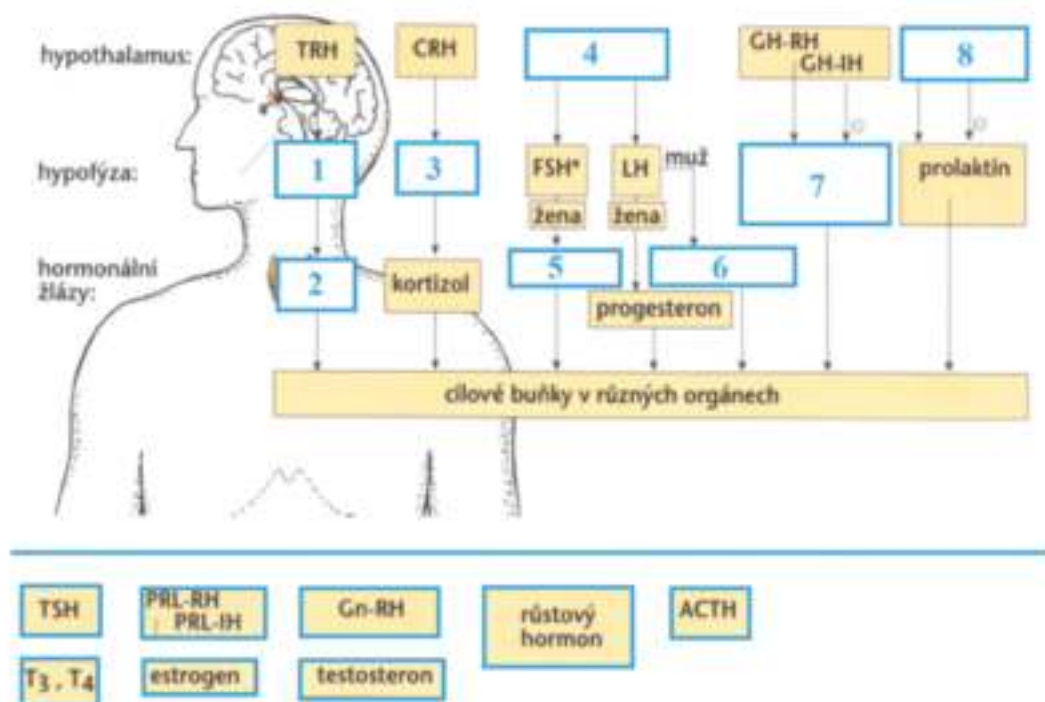 hypothalamus:
TRH
CRH
4
GH-RH
GH-IH
8
hypofýza:
1
3
FSH*
LH
muž
7
prolaktin
žena
žena
hormonální
žlázy:
2
kortizol
5
6
progesteron
cílové buňky v různých orgánech
TSH
PRL-RH
PRL-IH
Gn-RH
růstový
hormon
ACTH
T3, T4
estrogen
testosteron